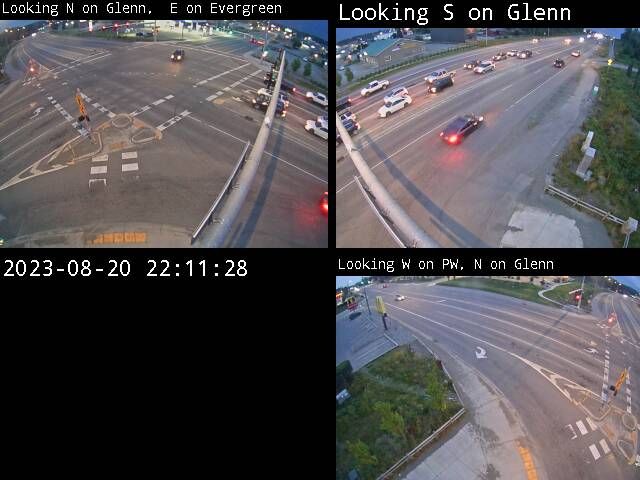 Looking N on Glenn,  E on Evergreen
Looking S on Glenn
2023-08-20 22:11:28
Looking W on PW, N on Glenn